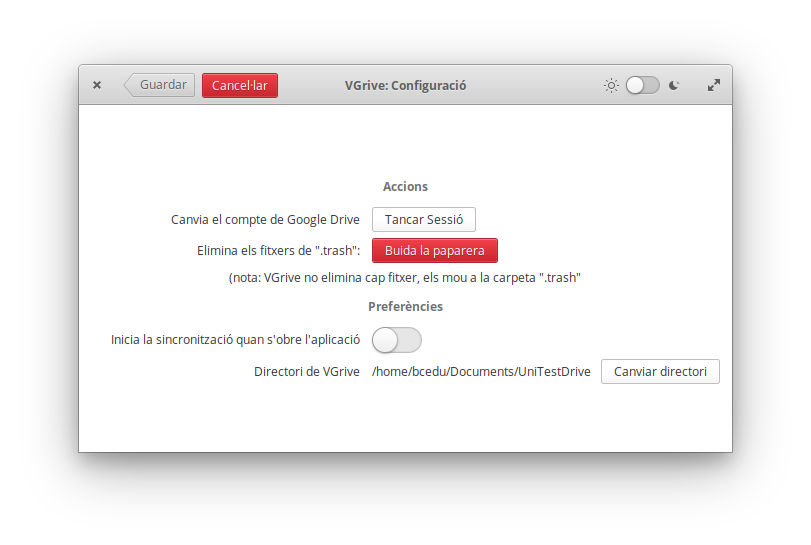 Guardar Cancel·lar VGrive: Configuració
Accions
Canvia el compte de Google Drive Tancar Sessió
Elimina els fitxers de ".trash": Buida la paparera
(nota: VGrive no elimina cap fitxer, els mou a la carpeta ".trash"
Preferències
Inicia la sincronització quan s'obre l'aplicació
Directori de VGrive /home/bcedu/Documents/UniTestDrive Canviar directori